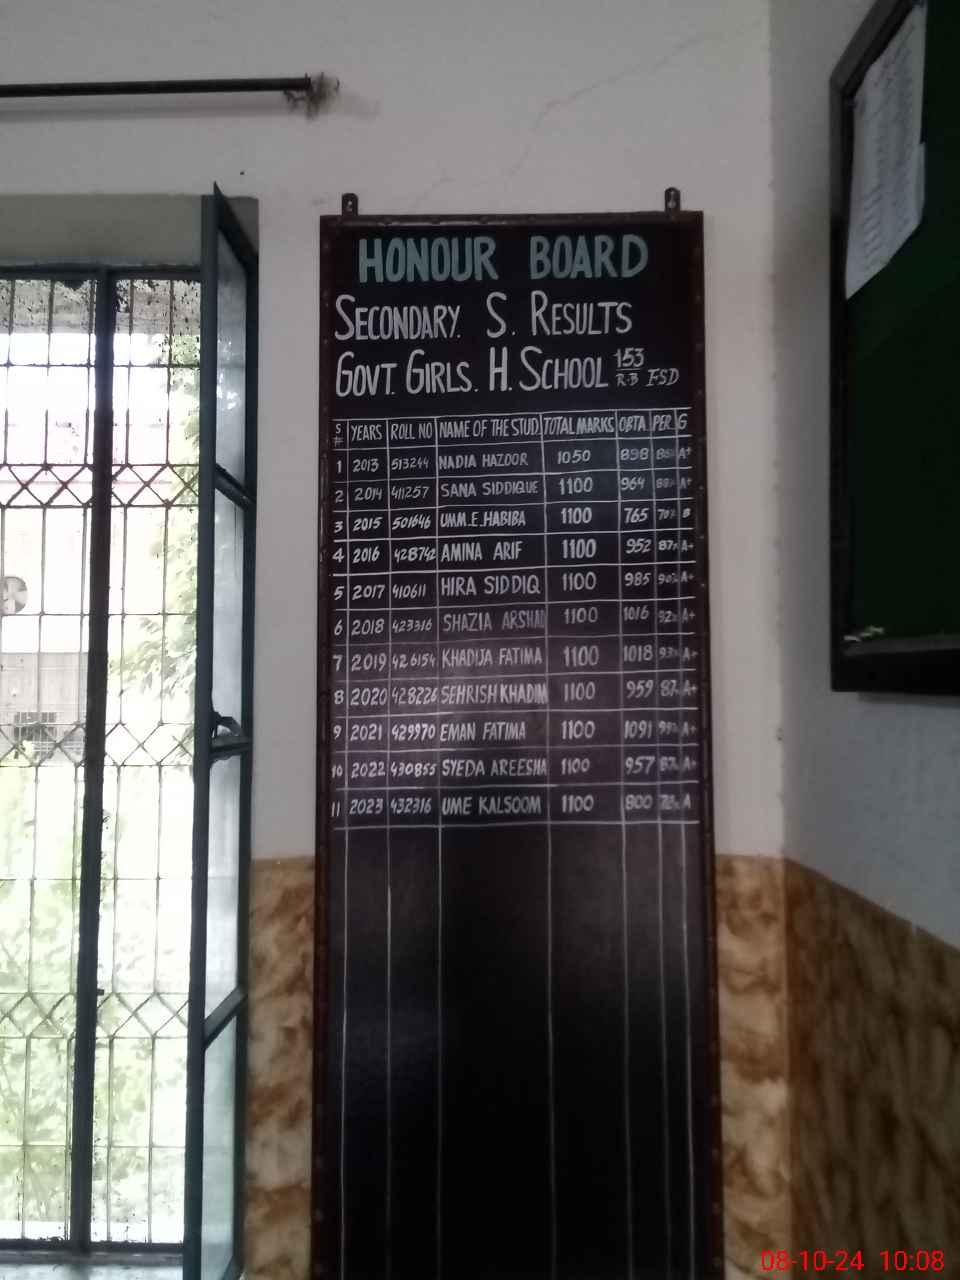 HONOUR BOARD
SECONDARY. S. RESULTS
GOVT. GIRLS. H. SCHOOL 153 R-B FSD
S# YEARS ROLL NO NAME OF THE STUD. TOTAL MARKS OBTA. PER. G
1 2013 513244 NADIA HAZOOR 1050 898 A+
2 2014 411257 SANA SIDDIQUE 1100 964 A+
3 2015 501646 UMM.E.HABIBA 1100 765 70% B
4 2016 428742 AMINA ARIF 1100 952 87% A+
5 2017 410611 HIRA SIDDIQ 1100 985 90% A+
6 2018 423316 SHAZIA ARSHAD 1100 1016 92% A+
7 2019 426154 KHADIJA FATIMA 1100 1018 93% A+
8 2020 428226 SEHRISH KHADIM 1100 959 87% A+
9 2021 429970 EMAN FATIMA 1100 1091 99% A+
10 2022 430855 SYEDA AREESHA 1100 957 87% A+
11 2023 432316 UME KALSOOM 1100 800 A
08-10-24 10:08